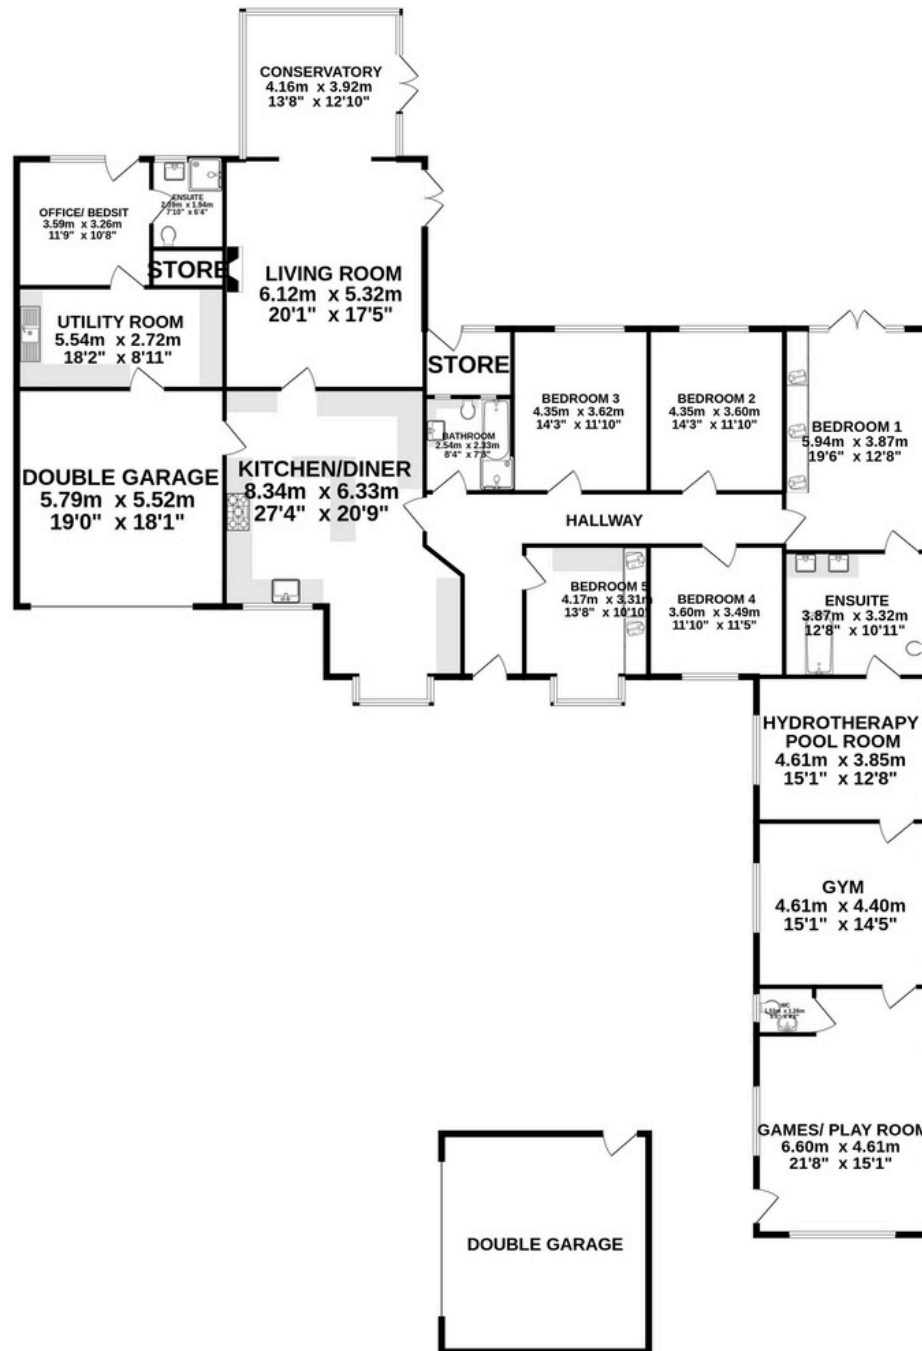 CONSERVATORY
4.16m x 3.92m
13'8" x 12'10"
OFFICE/ BEDSIT
3.59m x 3.26m
11'9" x 10'8"
ENSUITE
1.94m
7'10" x 6'4"
STORE
LIVING ROOM
6.12m x 5.32m
20'1" x 17'5"
UTILITY ROOM
5.54m x 2.72m
18'2" x 8'11"
STORE
BEDROOM 3
4.35m x 3.62m
14'3" x 11'10"
BEDROOM 2
4.35m x 3.60m
14'3" x 11'10"
BEDROOM 1
5.94m x 3.87m
19'6" x 12'8"
BATHROOM
2.54m x 2.33m
8'4" x 7'8"
DOUBLE GARAGE
5.79m x 5.52m
19'0" x 18'1"
KITCHEN/DINER
8.34m x 6.33m
27'4" x 20'9"
HALLWAY
BEDROOM 5
4.17m x 3.31m
13'8" x 10'10"
BEDROOM 4
3.60m x 3.49m
11'10" x 11'5"
ENSUITE
3.87m x 3.32m
12'8" x 10'11"
HYDROTHERAPY
POOL ROOM
4.61m x 3.85m
15'1" x 12'8"
GYM
4.61m x 4.40m
15'1" x 14'5"
WC
GAMES/ PLAY ROOM
6.60m x 4.61m
21'8" x 15'1"
DOUBLE GARAGE